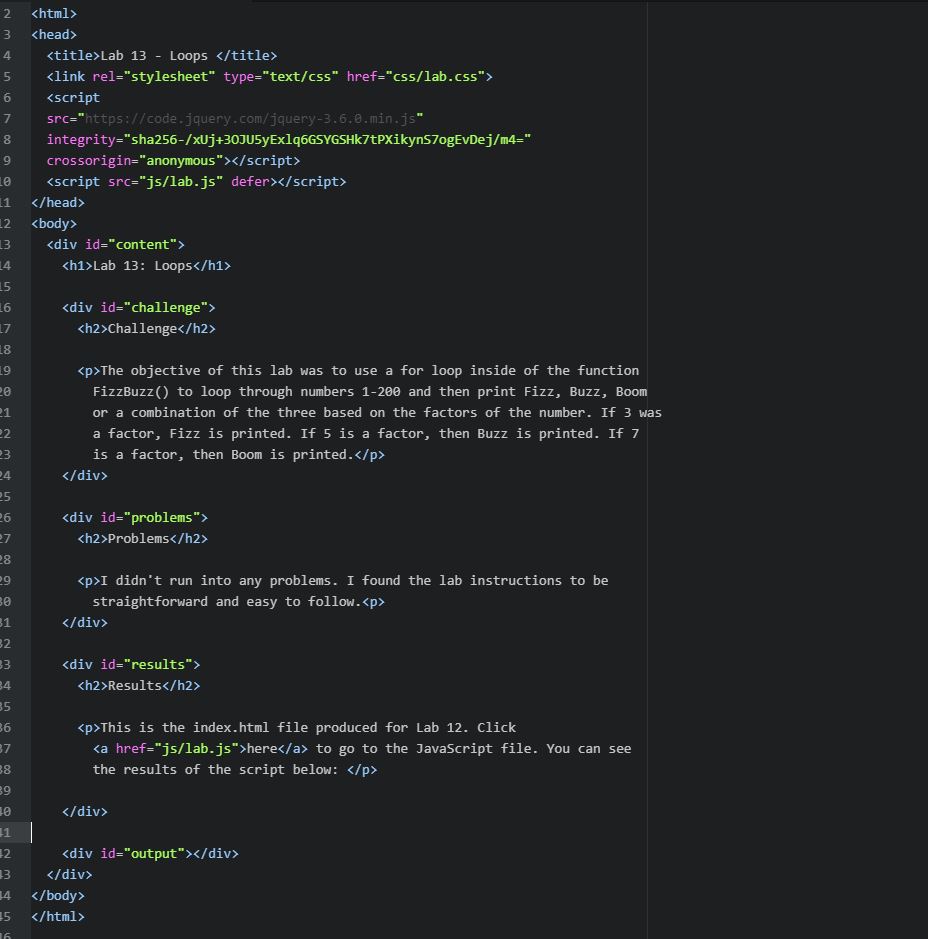 2 <html>
3 <head>
4   <title>Lab 13 - Loops </title>
5   <link rel="stylesheet" type="text/css" href="css/lab.css">
6   <script
7   src="https://code.jquery.com/jquery-3.6.0.min.js"
8   integrity="sha256-/xUj+3OJU5yExlq6GSYGSHk7tPXikynS7ogEvDej/m4="
9   crossorigin="anonymous"></script>
10   <script src="js/lab.js" defer></script>
11 </head>
12 <body>
13   <div id="content">
14     <h1>Lab 13: Loops</h1>
15
16     <div id="challenge">
17       <h2>Challenge</h2>
18
19       <p>The objective of this lab was to use a for loop inside of the function
20         FizzBuzz() to loop through numbers 1-200 and then print Fizz, Buzz, Boom
21         or a combination of the three based on the factors of the number. If 3 was
22         a factor, Fizz is printed. If 5 is a factor, then Buzz is printed. If 7
23         is a factor, then Boom is printed.</p>
24     </div>
25
26     <div id="problems">
27       <h2>Problems</h2>
28
29       <p>I didn't run into any problems. I found the lab instructions to be
30         straightforward and easy to follow.<p>
31     </div>
32
33     <div id="results">
34       <h2>Results</h2>
35
36       <p>This is the index.html file produced for Lab 12. Click
37         <a href="js/lab.js">here</a> to go to the JavaScript file. You can see
38         the results of the script below: </p>
39
40     </div>
41
42     <div id="output"></div>
43   </div>
44 </body>
45 </html>
46